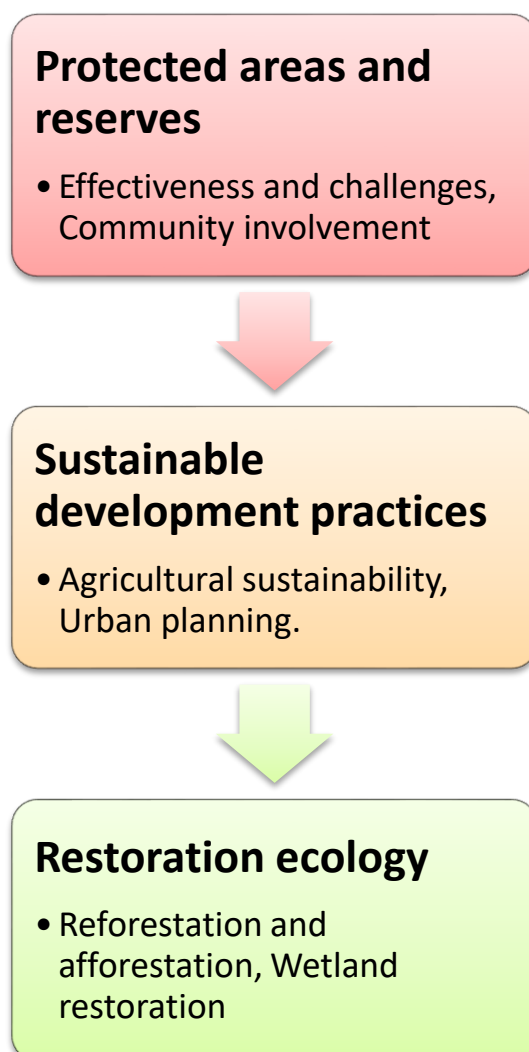 Protected areas and
reserves
• Effectiveness and challenges,
Community involvement
Sustainable
development practices
• Agricultural sustainability,
Urban planning.
Restoration ecology
• Reforestation and
afforestation, Wetland
restoration